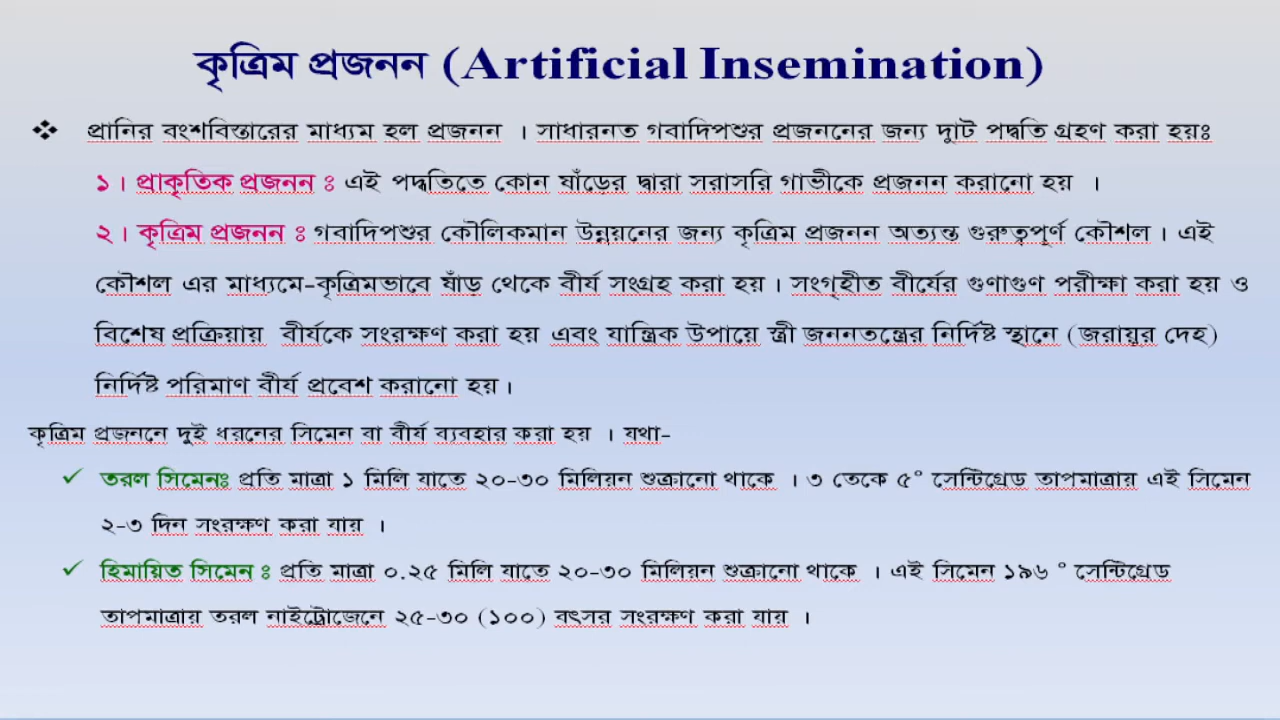 কৃত্রিম প্রজনন (Artificial Insemination)
❖ প্রানির বংশবিস্তারের মাধ্যম হল প্রজনন । সাধারনত গবাদিপশুর প্রজননের জন্য দুাট পদ্ধতি গ্রহণ করা হয়ঃ
১। প্রাকৃতিক প্রজনন ঃ এই পদ্ধতিতে কোন ষাঁড়ের দ্বারা সরাসরি গাভীকে প্রজনন করানো হয় ।
২। কৃত্রিম প্রজনন ঃ গবাদিপশুর কৌলিকমান উন্নয়নের জন্য কৃত্রিম প্রজনন অত্যন্ত গুরুত্বপূর্ণ কৌশল। এই
কৌশল এর মাধ্যমে-কৃত্রিমভাবে ষাঁড় থেকে বীর্য সংগ্রহ করা হয়। সংগৃহীত বীর্যের গুণাগুণ পরীক্ষা করা হয় ও
বিশেষ প্রক্রিয়ায় বীর্যকে সংরক্ষণ করা হয় এবং যান্ত্রিক উপায়ে স্ত্রী জননতন্ত্রের নির্দিষ্ট স্থানে (জরায়ুর দেহ)
নির্দিষ্ট পরিমাণ বীর্য প্রবেশ করানো হয়।
কৃত্রিম প্রজননে দুই ধরনের সিমেন বা বীর্য ব্যবহার করা হয় । যথা-
✓ তরল সিমেনঃ প্রতি মাত্রা ১ মিলি যাতে ২০-৩০ মিলিয়ন শুক্রানো থাকে । ৩ তেকে ৫° সেন্টিগ্রেড তাপমাত্রায় এই সিমেন
২-৩ দিন সংরক্ষণ করা যায় ।
✓ হিমায়িত সিমেন ঃ প্রতি মাত্রা ০.২৫ মিলি যাতে ২০-৩০ মিলিয়ন শুক্রানো থাকে । এই সিমেন ১৯৬ ° সেন্টিগ্রেড
তাপমাত্রায় তরল নাইট্রোজেনে ২৫-৩০ (১০০) বৎসর সংরক্ষণ করা যায় ।